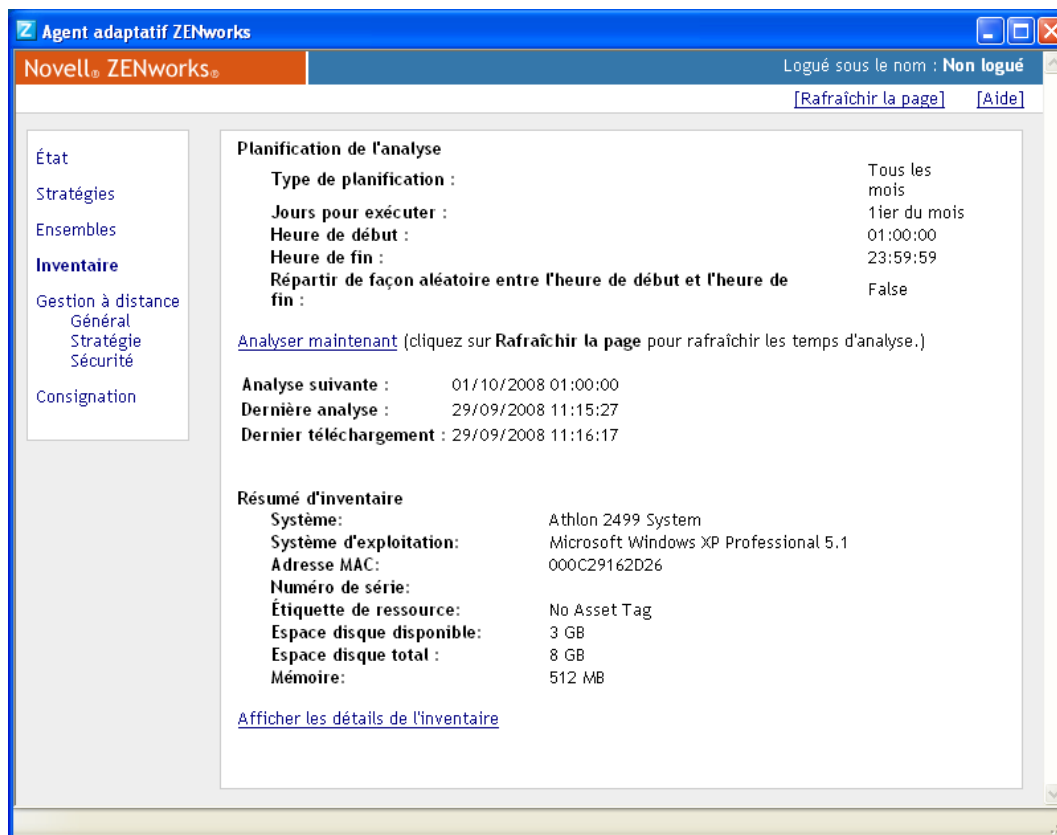 Agent adaptatif ZENworks
Novell® ZENworks®
Logué sous le nom : Non logué
[Rafraîchir la page] [Aide]
État
Stratégies
Ensembles
Inventaire
Gestion à distance
Général
Stratégie
Sécurité
Consignation
Planification de l'analyse
Type de planification : Tous les
mois
Jours pour exécuter : 1ier du mois
Heure de début : 01:00:00
Heure de fin : 23:59:59
Répartir de façon aléatoire entre l'heure de début et l'heure de
fin : False
Analyser maintenant (cliquez sur Rafraîchir la page pour rafraîchir les temps d'analyse.)
Analyse suivante : 01/10/2008 01:00:00
Dernière analyse : 29/09/2008 11:15:27
Dernier téléchargement : 29/09/2008 11:16:17
Résumé d'inventaire
Système: Athlon 2499 System
Système d'exploitation: Microsoft Windows XP Professional 5.1
Adresse MAC: 000C29162D26
Numéro de série:
Étiquette de ressource: No Asset Tag
Espace disque disponible: 3 GB
Espace disque total : 8 GB
Mémoire: 512 MB
Afficher les détails de l'inventaire